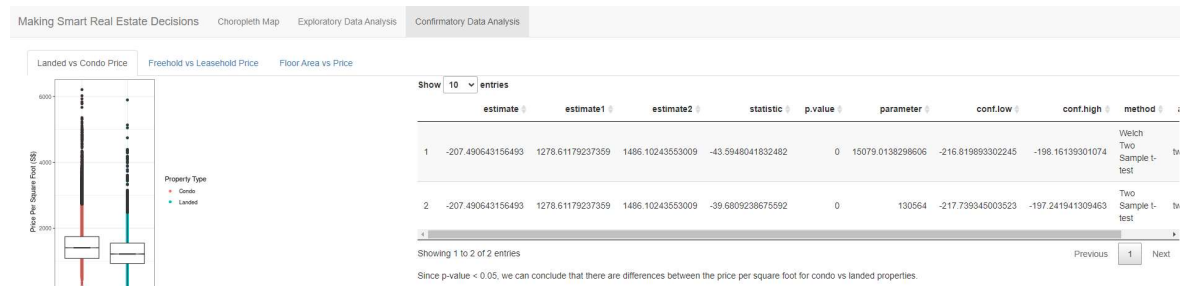 Making Smart Real Estate Decisions Choropleth Map Exploratory Data Analysis Confirmatory Data Analysis
Landed vs Condo Price Freehold vs Leasehold Price Floor Area vs Price
6000
4000
2000
Price Per Square Foot (S$)
Property Type
Condo
Landed
Show 10 entries
estimate estimate1 estimate2 statistic p.value parameter conf.low conf.high method
1 -207.490643156493 1278.61179237359 1486.10243553009 -43.5948041832482 0 15079.0138298606 -216.819893302245 -198.16139301074 Welch
Two
Sample t-
test
2 -207.490643156493 1278.61179237359 1486.10243553009 -39.6809238675592 0 130564 -217.739345003523 -197.241941309463 Two
Sample t-
test
Showing 1 to 2 of 2 entries
Previous 1 Next
Since p-value < 0.05, we can conclude that there are differences between the price per square foot for condo vs landed properties.